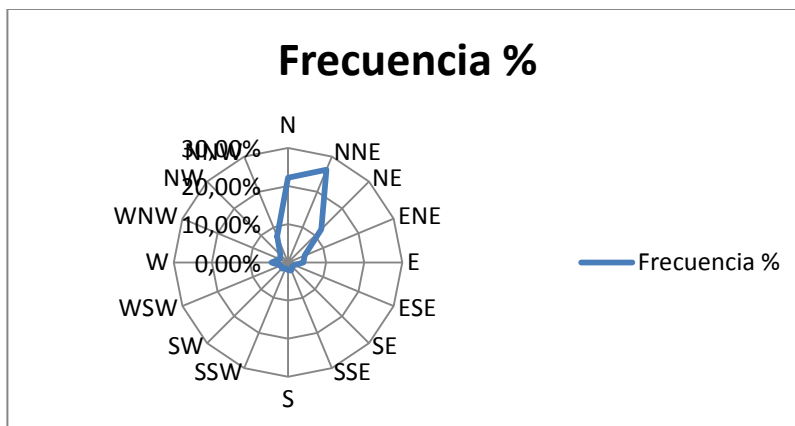 Frecuencia %
N
NNE
NE
ENE
E
ESE
SE
SSE
S
SSW
SW
WSW
W
WNW
NW
NNW
30,00%
20,00%
10,00%
0,00%
Frecuencia %